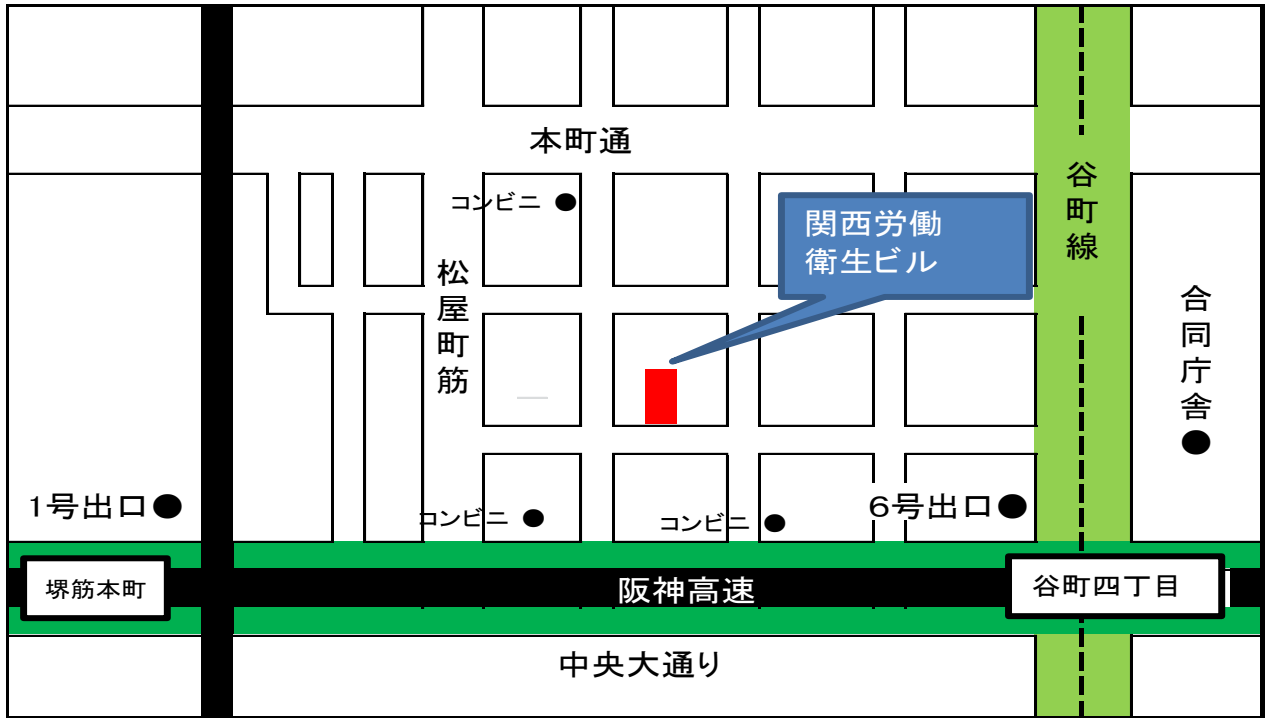 本町通
谷町線
コンビニ
関西労働
衛生ビル
松屋町筋
合同庁舎
1号出口
コンビニ
コンビニ
6号出口
堺筋本町
阪神高速
谷町四丁目
中央大通り